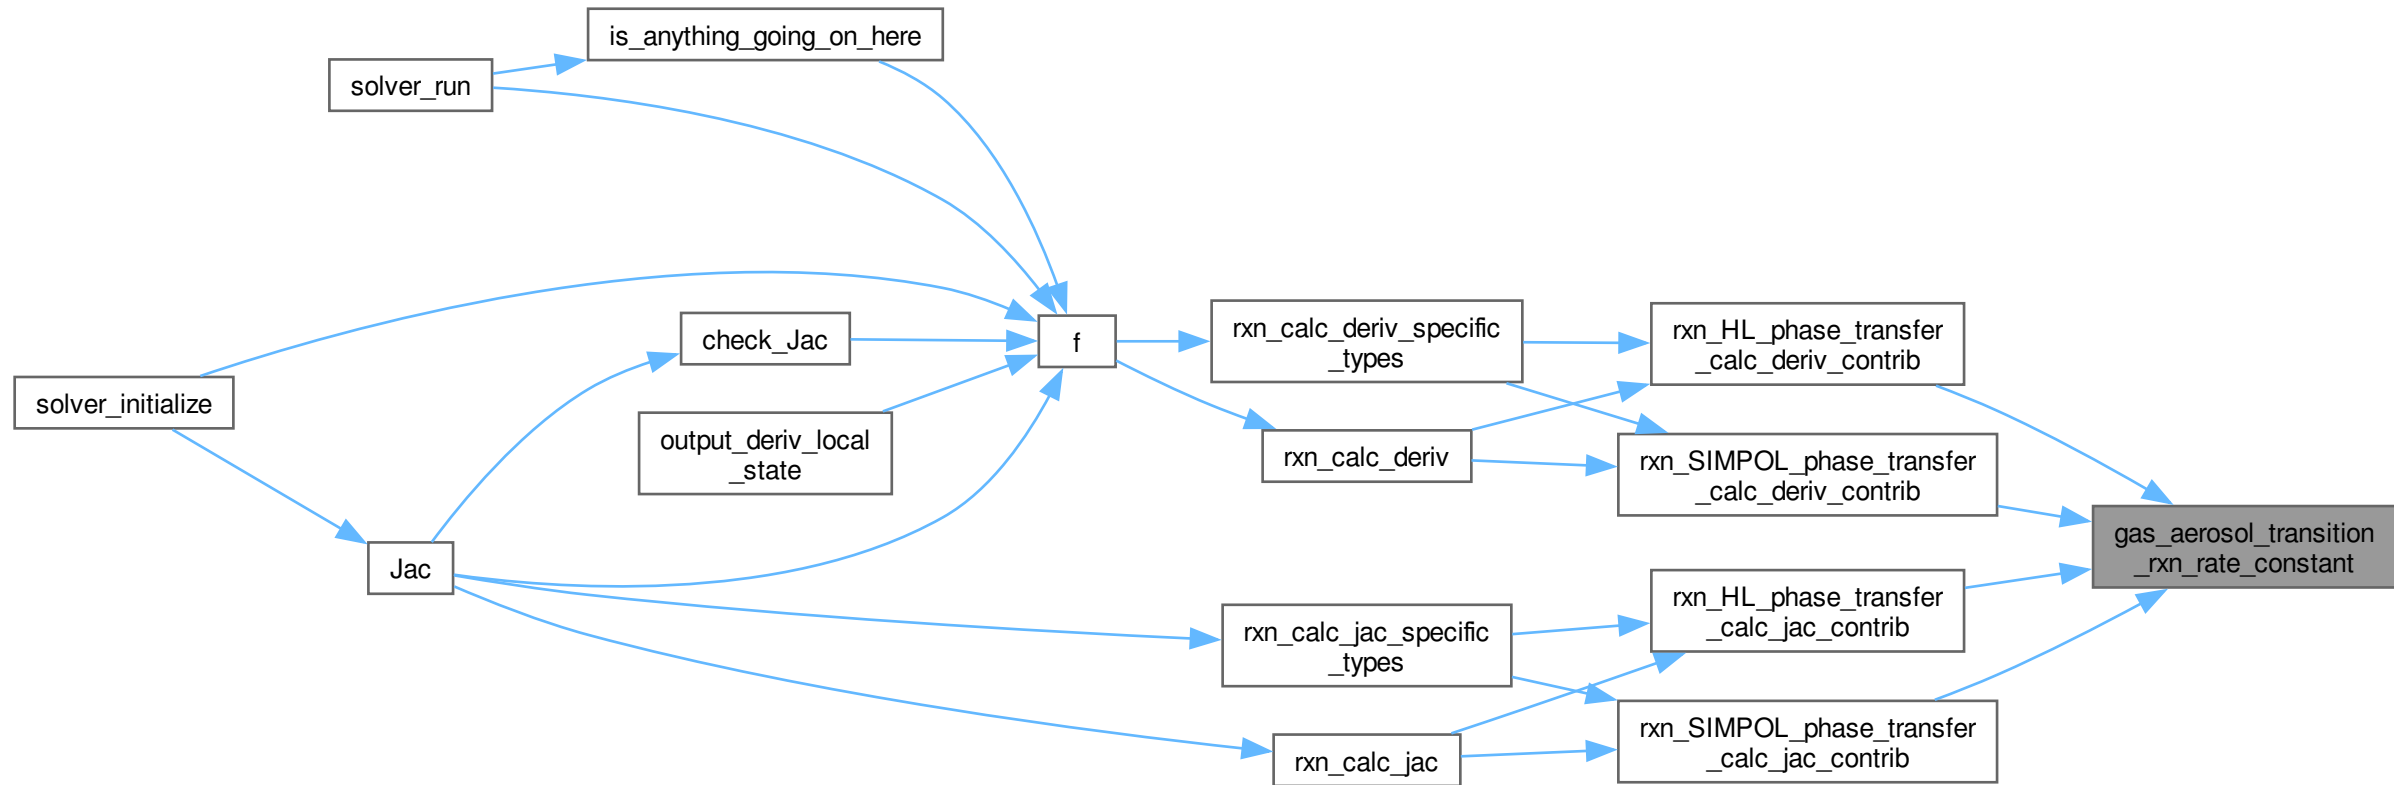 is_anything_going_on_here
solver_run
solver_initialize
check_Jac
output_deriv_local
_state
Jac
f
rxn_calc_deriv_specific
_types
rxn_calc_deriv
rxn_calc_jac_specific
_types
rxn_calc_jac
rxn_HL_phase_transfer
_calc_deriv_contrib
rxn_SIMPOL_phase_transfer
_calc_deriv_contrib
rxn_HL_phase_transfer
_calc_jac_contrib
rxn_SIMPOL_phase_transfer
_calc_jac_contrib
gas_aerosol_transition
_rxn_rate_constant